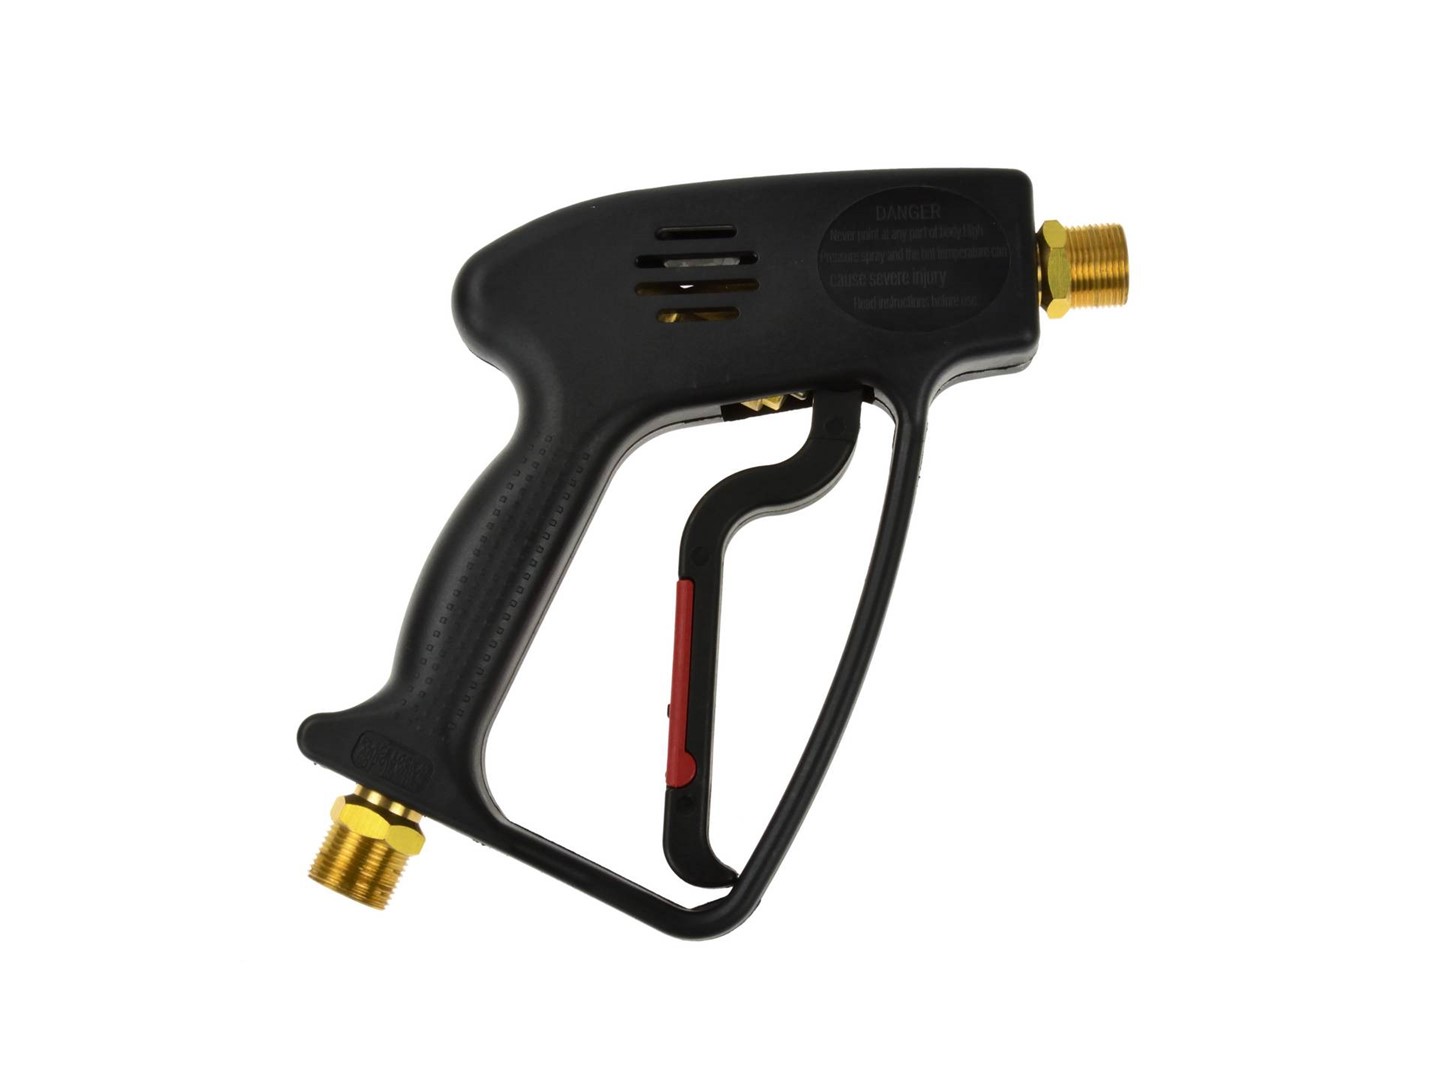 DANGER
Never point at any part of body High
Pressure spray and the temperature can
cause severe injury
Read instructions before use